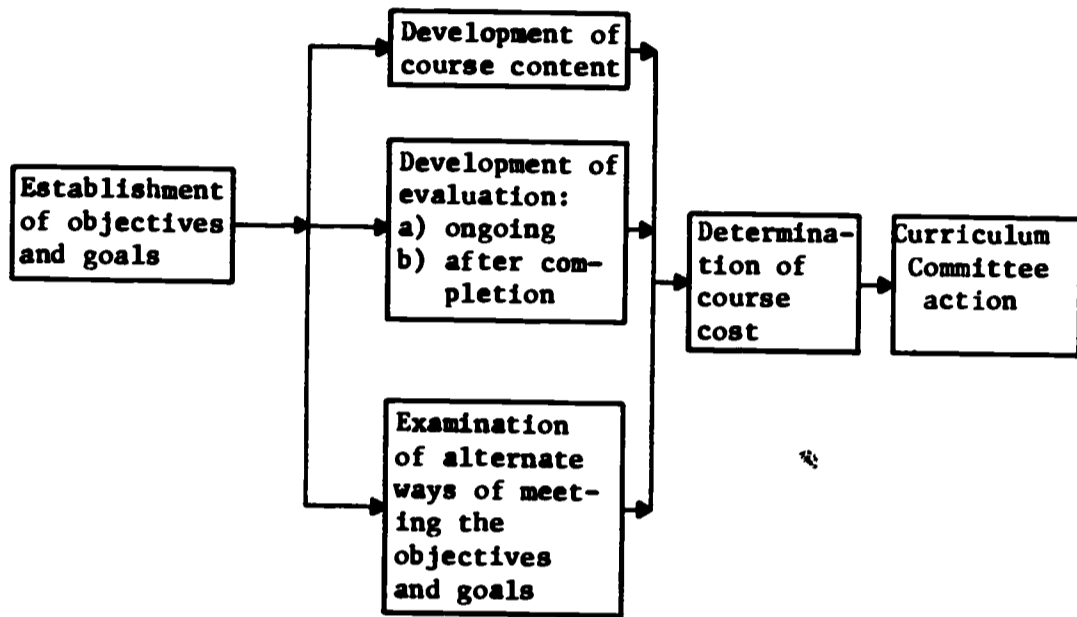 Establishment
of objectives
and goals
Development of
course content
Development of
evaluation:
a) ongoing
b) after com-
pletion
Examination
of alternate
ways of meet-
ing the
objectives
and goals
Determina-
tion of
course
cost
Curriculum
Committee
action